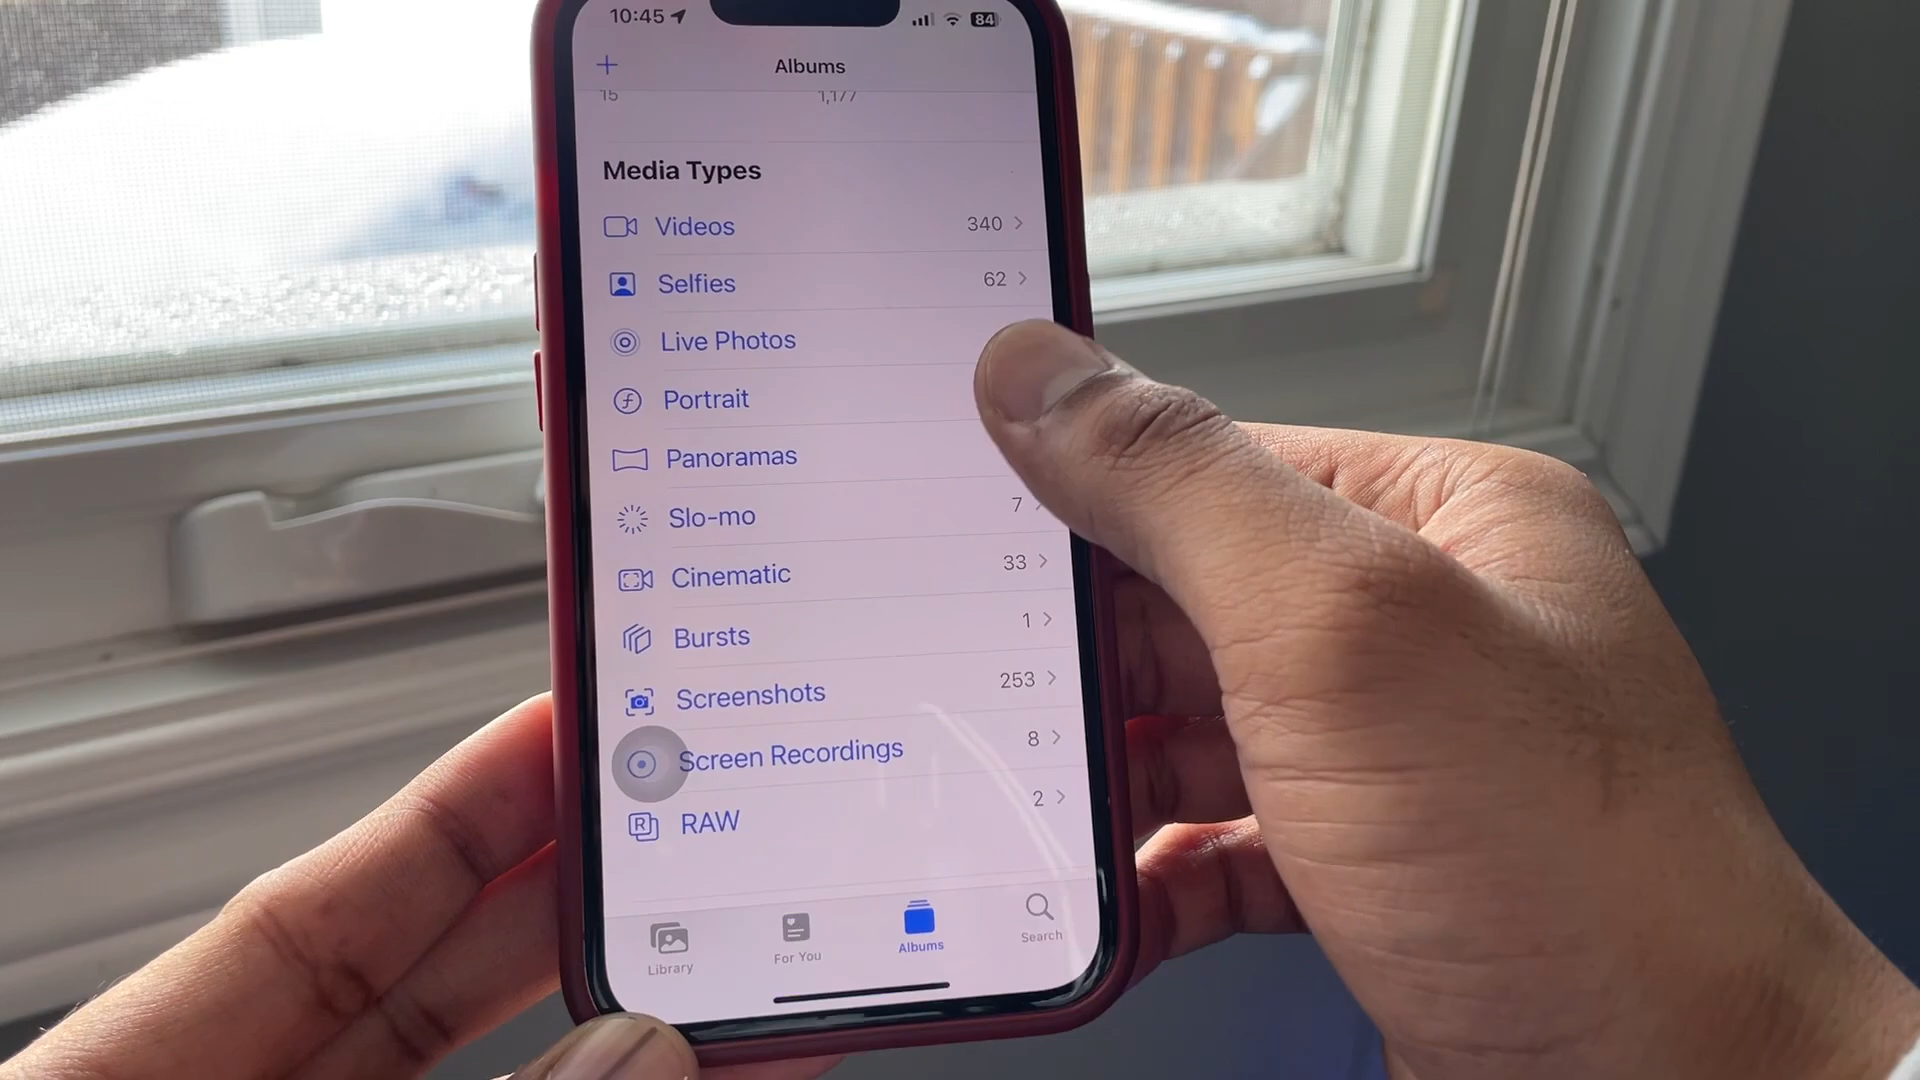 10:45 84
Albums
15 1,177
Media Types
Videos 340
Selfies 62
Live Photos
Portrait
Panoramas
Slo-mo 7
Cinematic 33
Bursts 1
Screenshots 253
Screen Recordings 8
RAW 2
Library For You Albums Search